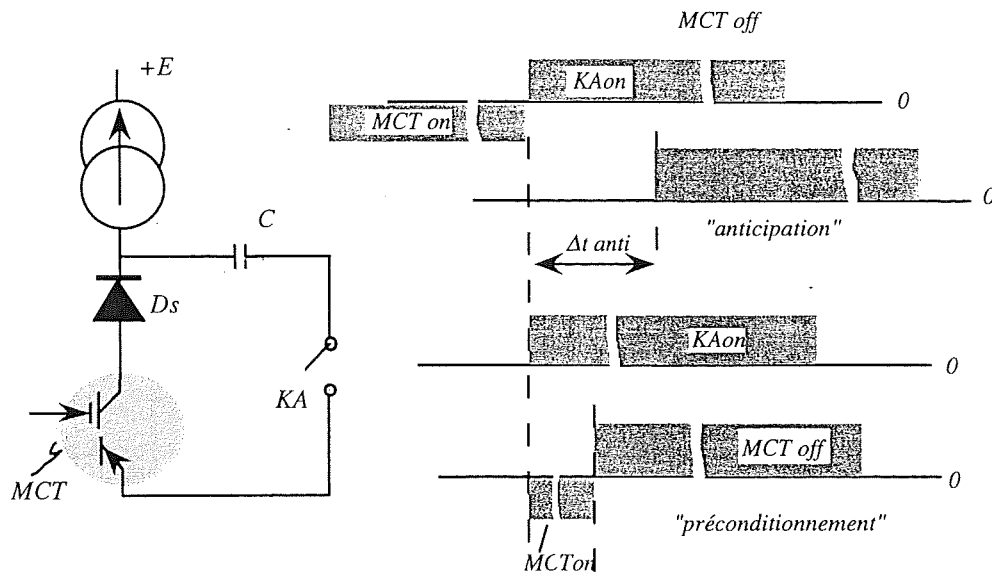 MCT off
+E
KAon
0
MCT on
0
C
"anticipation"
Δt anti
Ds
KAon
KA
0
MCT off
MCT
0
"préconditionnement"
MCTon